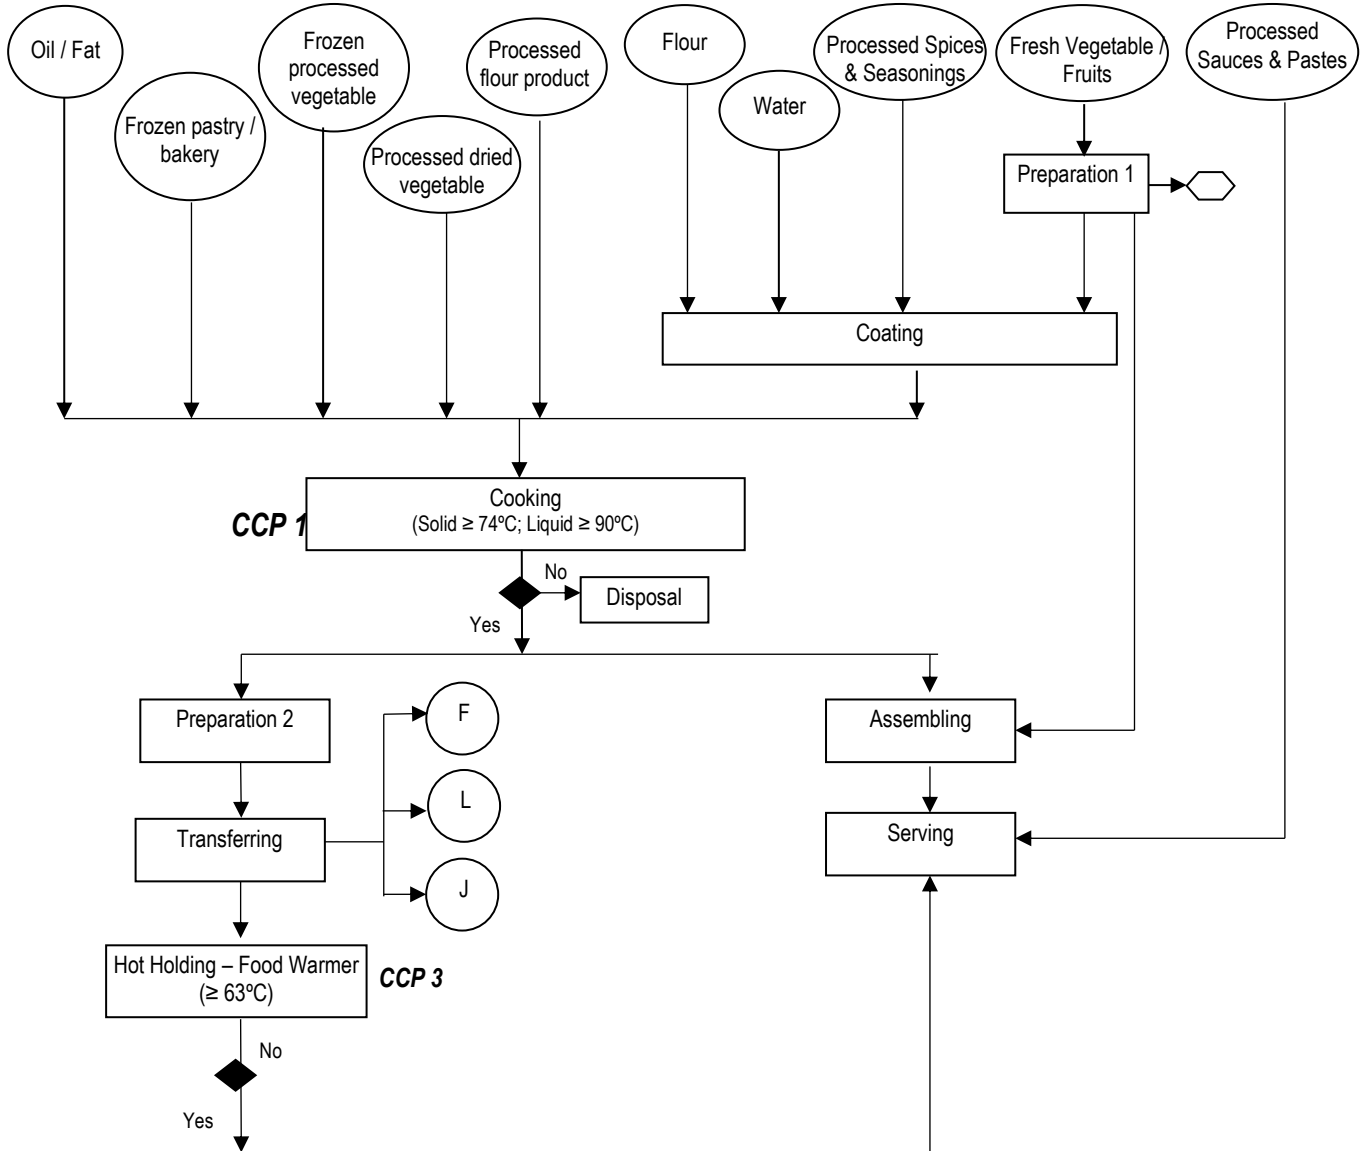 Oil / Fat
Frozen pastry /
bakery
Frozen
processed
vegetable
Processed dried
vegetable
Processed
flour product
Flour
Water
Processed Spices
& Seasonings
Fresh Vegetable /
Fruits
Processed
Sauces & Pastes
Preparation 1
Coating
Cooking
(Solid ≥ 74ºC; Liquid ≥ 90ºC)
CCP 1
No
Disposal
Yes
Preparation 2
F
Assembling
L
Transferring
Serving
J
Hot Holding – Food Warmer
(≥ 63ºC)
CCP 3
No
Yes